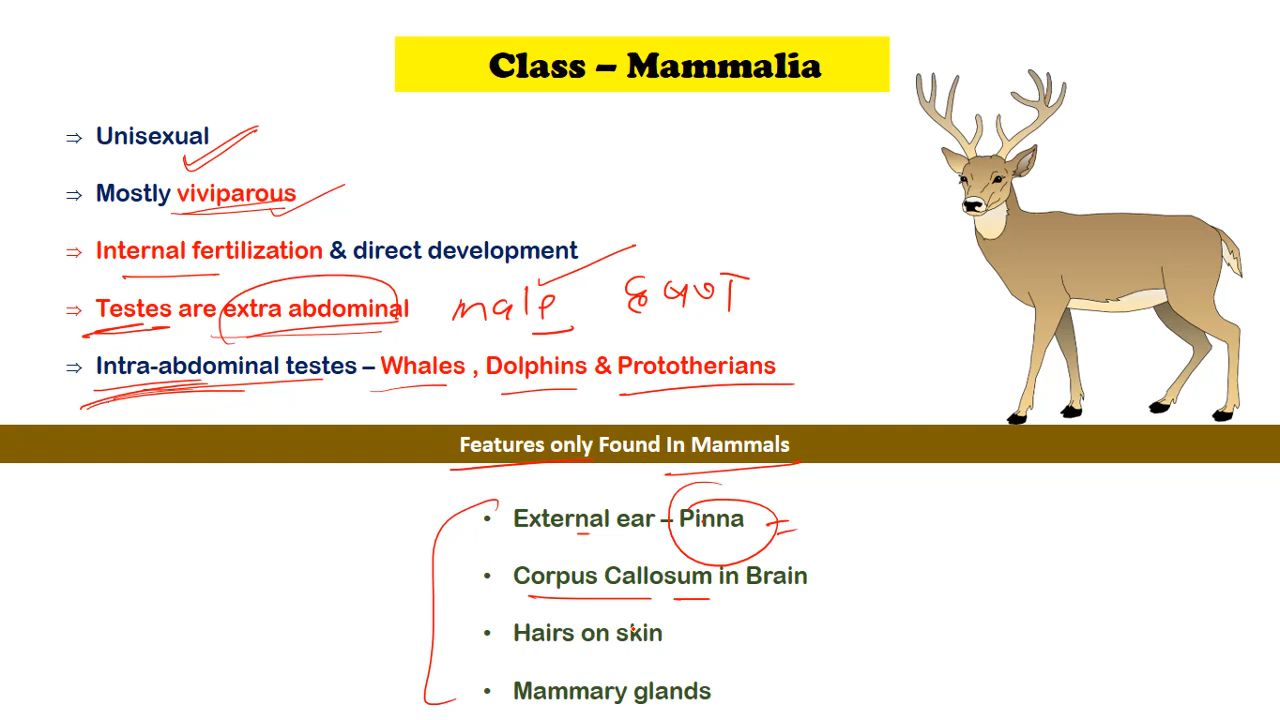 Class – Mammalia
⇒ Unisexual
⇒ Mostly viviparous
⇒ Internal fertilization & direct development
⇒ Testes are extra abdominal male
⇒ Intra-abdominal testes – Whales , Dolphins & Prototherians
Features only Found In Mammals
• External ear – Pinna
• Corpus Callosum in Brain
• Hairs on skin
• Mammary glands